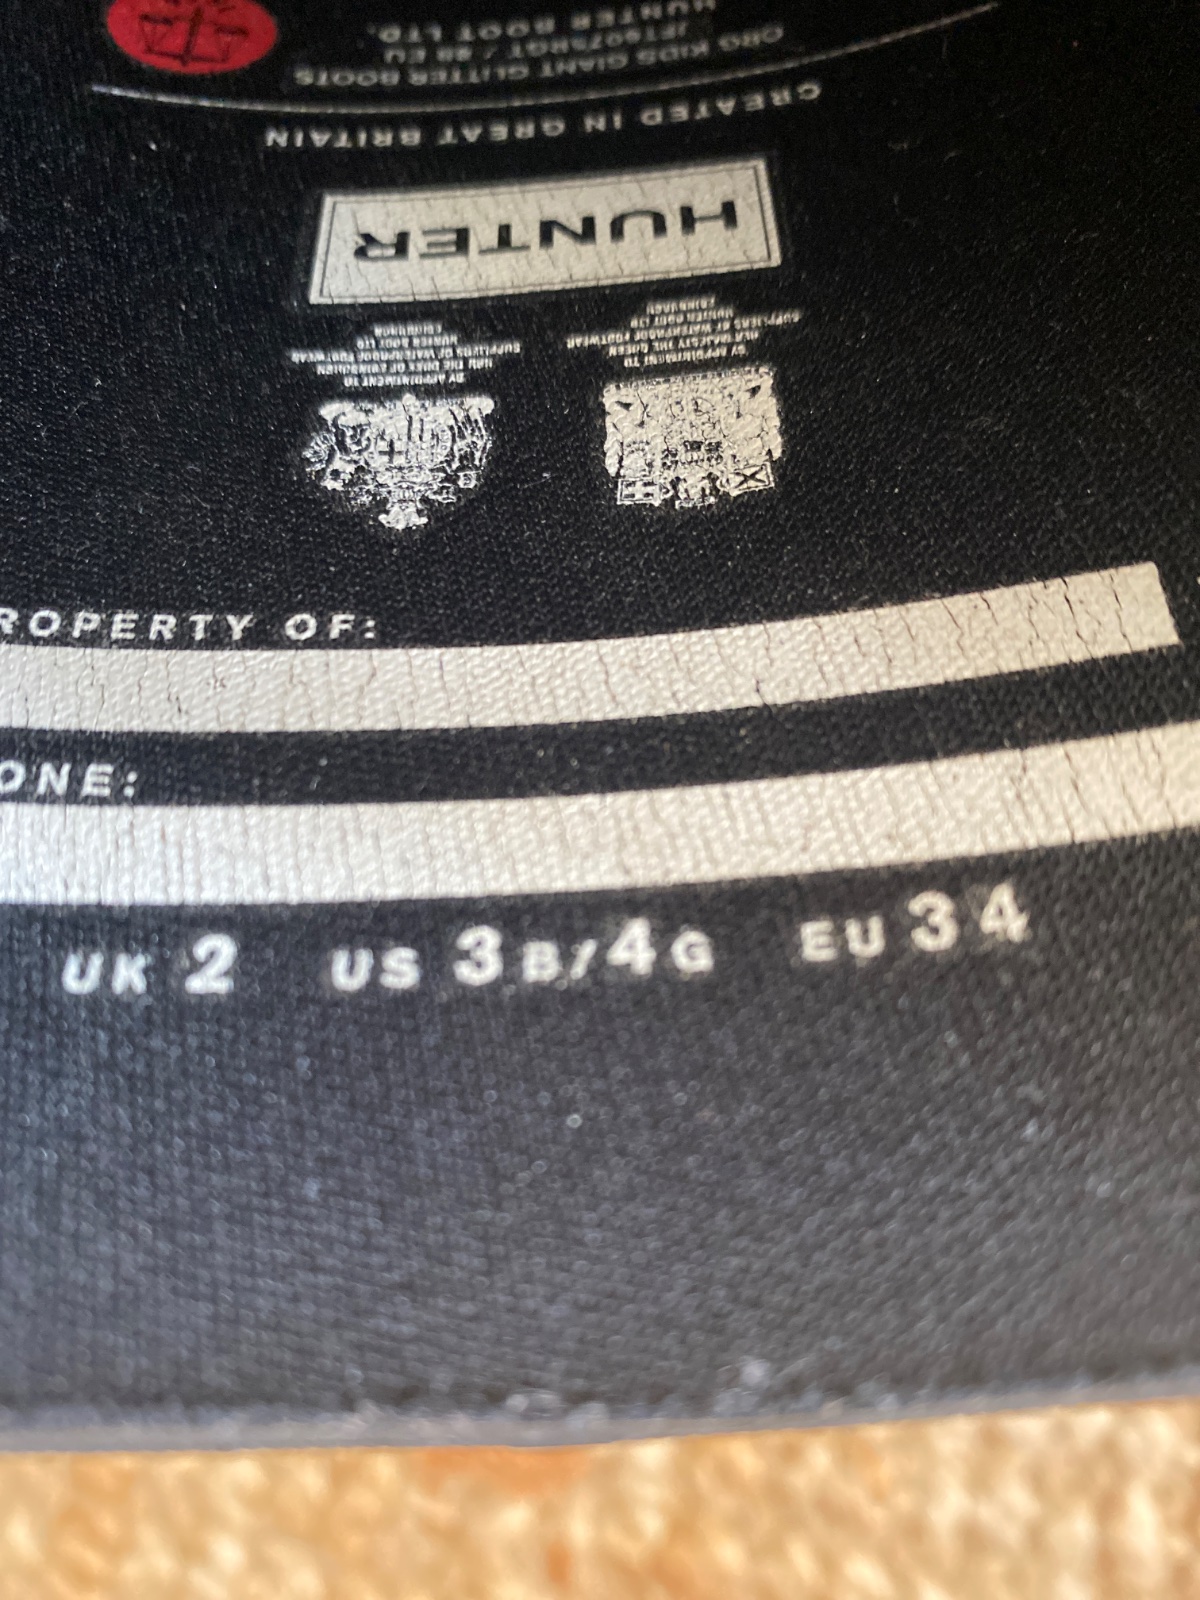 HUNTER BOOT LTD.
ORG KIDS GIANT GLITTER BOOTS
CREATED IN GREAT BRITAIN
HUNTER
BY APPOINTMENT TO
HER MAJESTY THE QUEEN
SUPPLIERS OF WATERPROOF FOOTWEAR
HUNTER BOOT LTD
EDINBURGH
BY APPOINTMENT TO
HRH THE DUKE OF EDINBURGH
SUPPLIERS OF WATERPROOF FOOTWEAR
HUNTER BOOT LTD
EDINBURGH
ROPERTY OF:
ONE:
UK 2 US 3B/4G EU 34